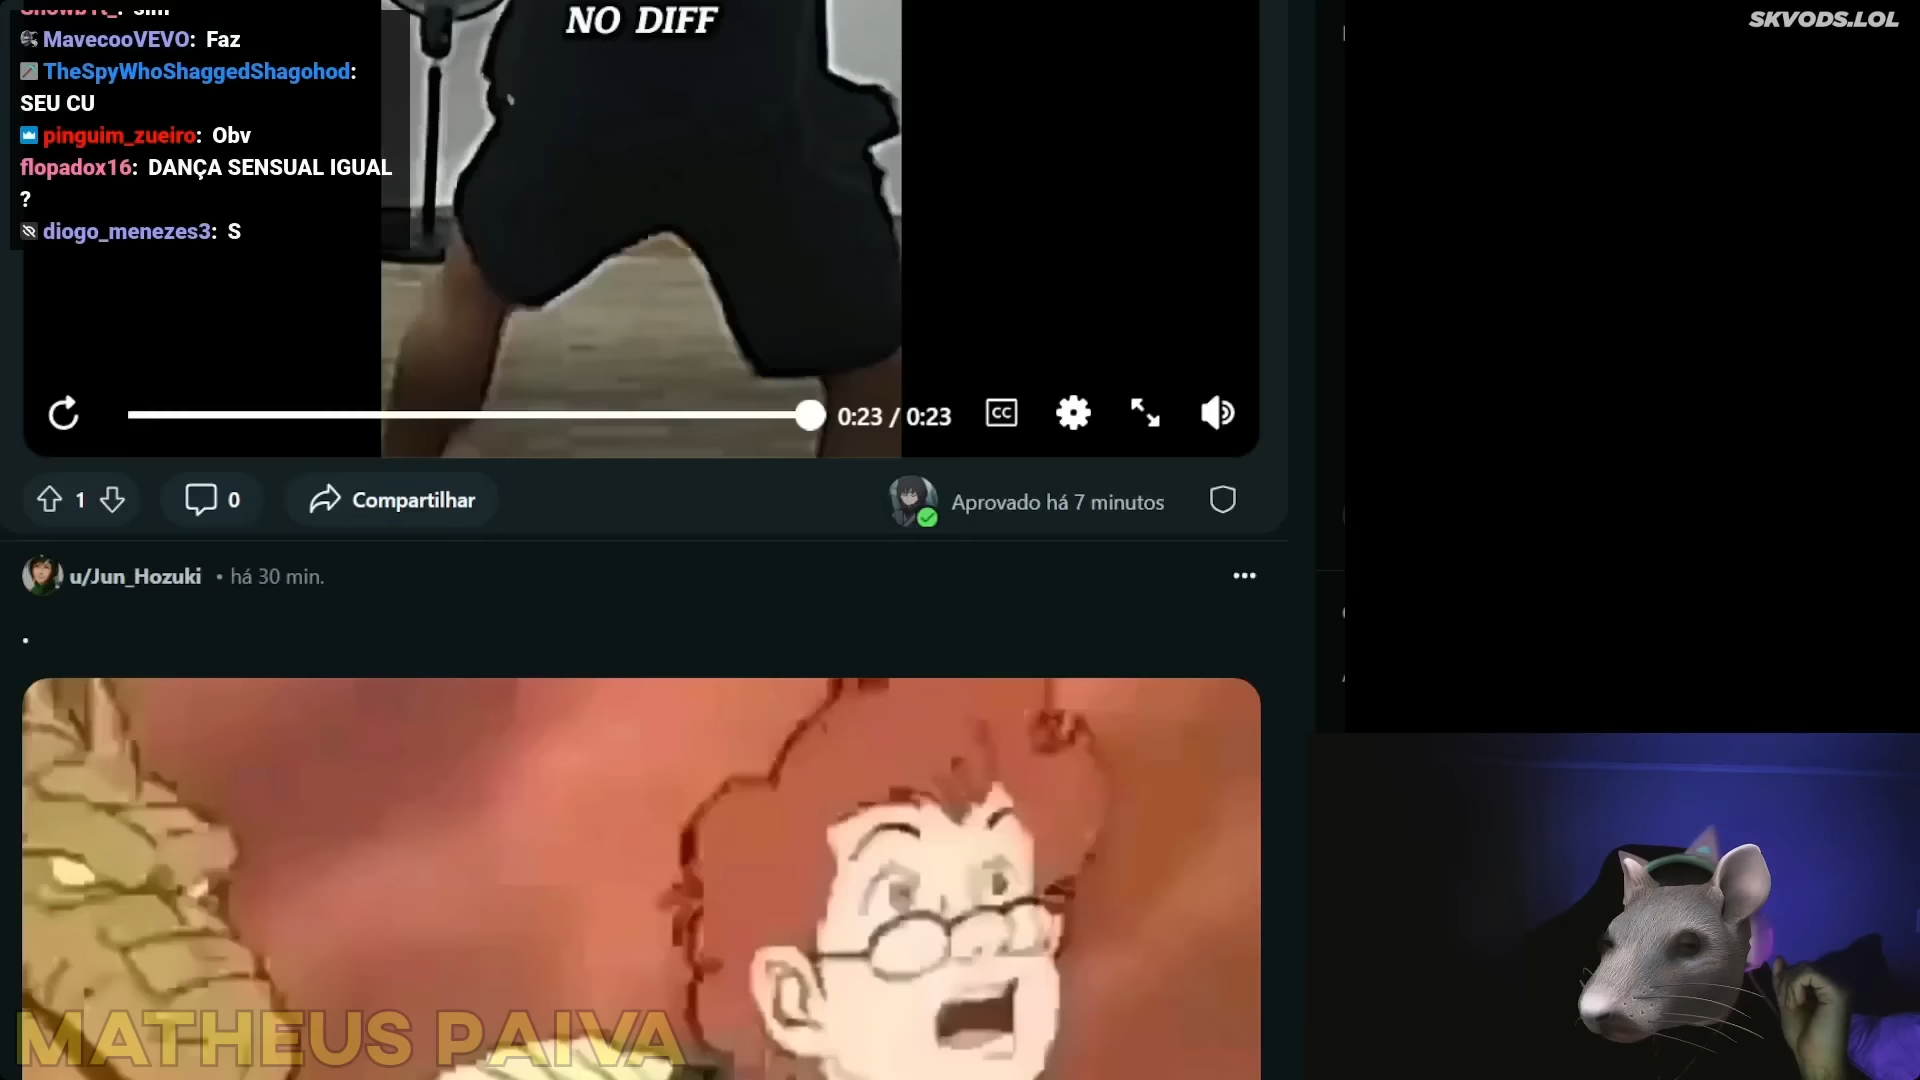 SKVODS.LOL
MavecooVEVO: Faz
TheSpyWhoShaggedShagohod:
SEU CU
pinguim_zueiro: Obv
flopadox16: DANÇA SENSUAL IGUAL
?
diogo_menezes3: S
NO DIFF
0:23 / 0:23
CC
1
0
Compartilhar
Aprovado há 7 minutos
u/Jun_Hozuki • há 30 min.
.
MATHEUS PAIVA